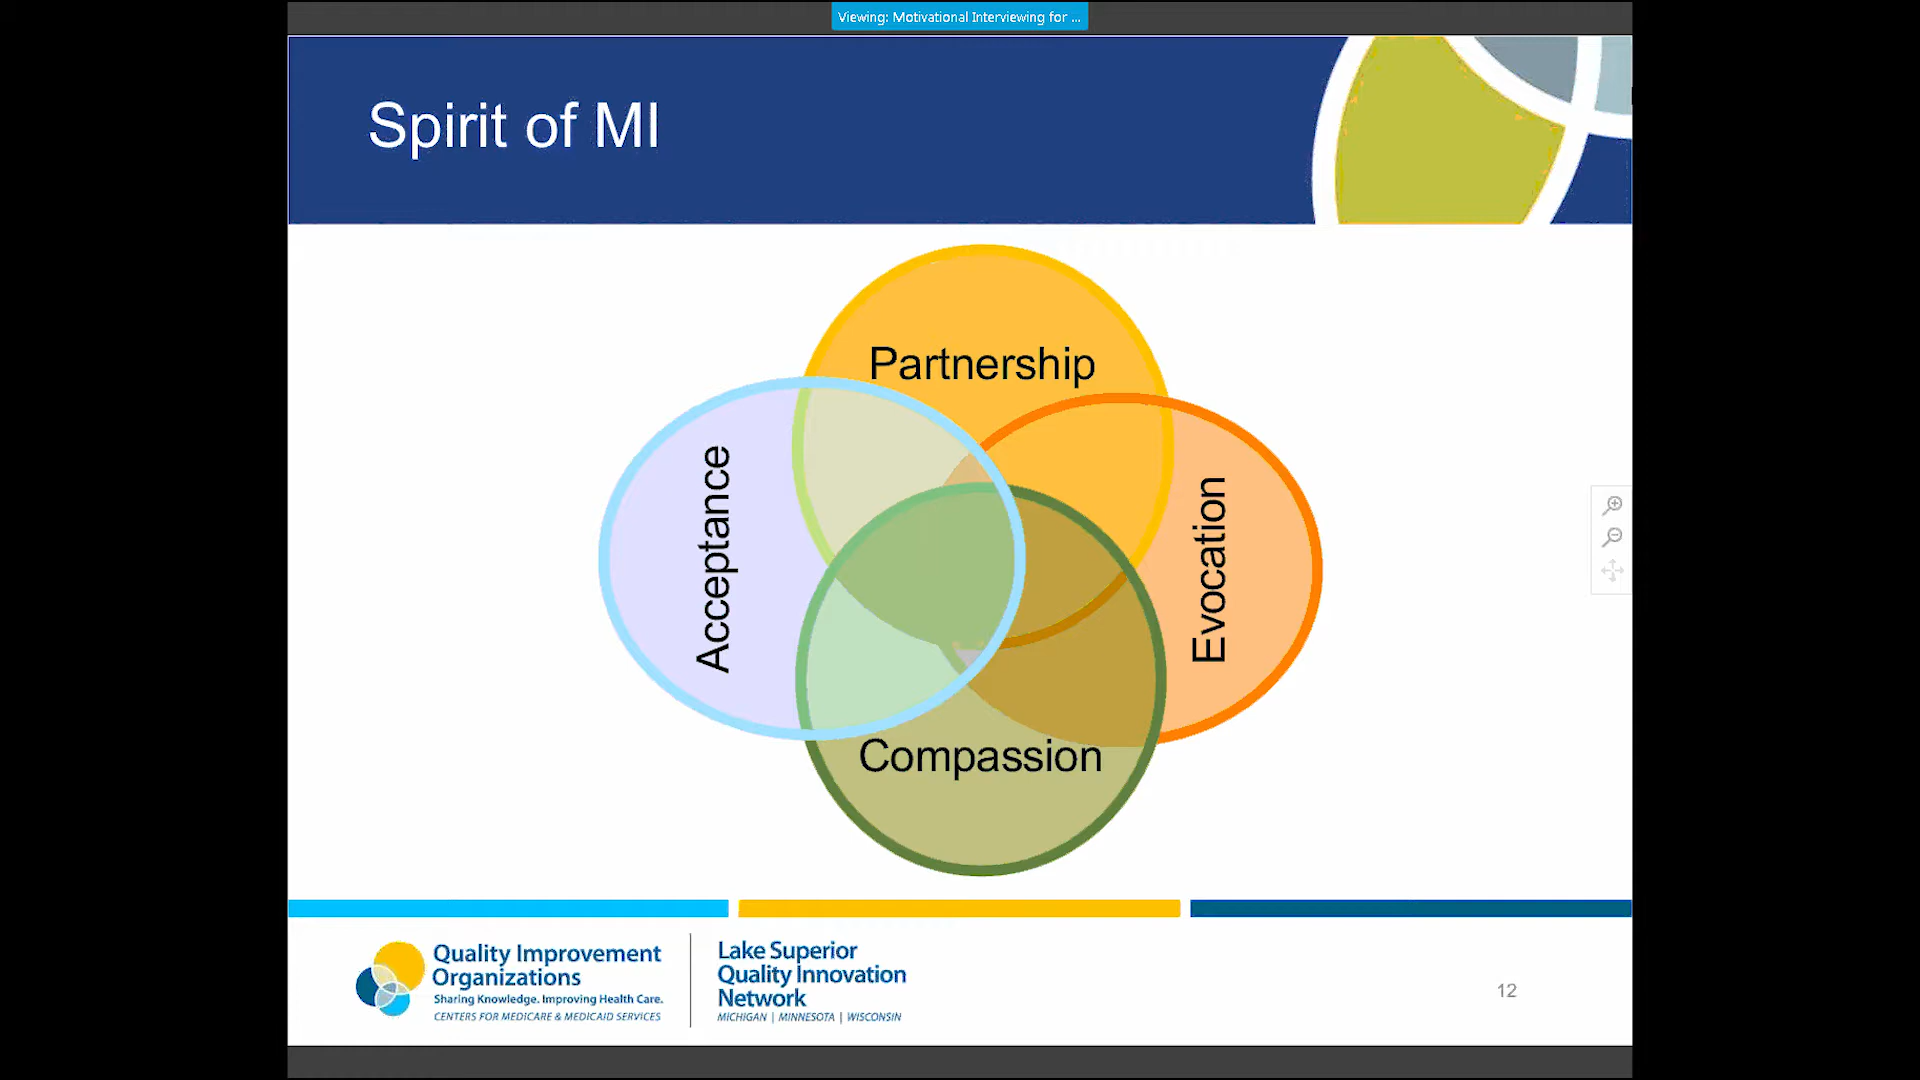 Viewing: Motivational Interviewing for ...
Spirit of MI
Partnership
Acceptance
Evocation
Compassion
Quality Improvement
Organizations
Sharing Knowledge. Improving Health Care.
CENTERS FOR MEDICARE & MEDICAID SERVICES
Lake Superior
Quality Innovation
Network
MICHIGAN | MINNESOTA | WISCONSIN
12